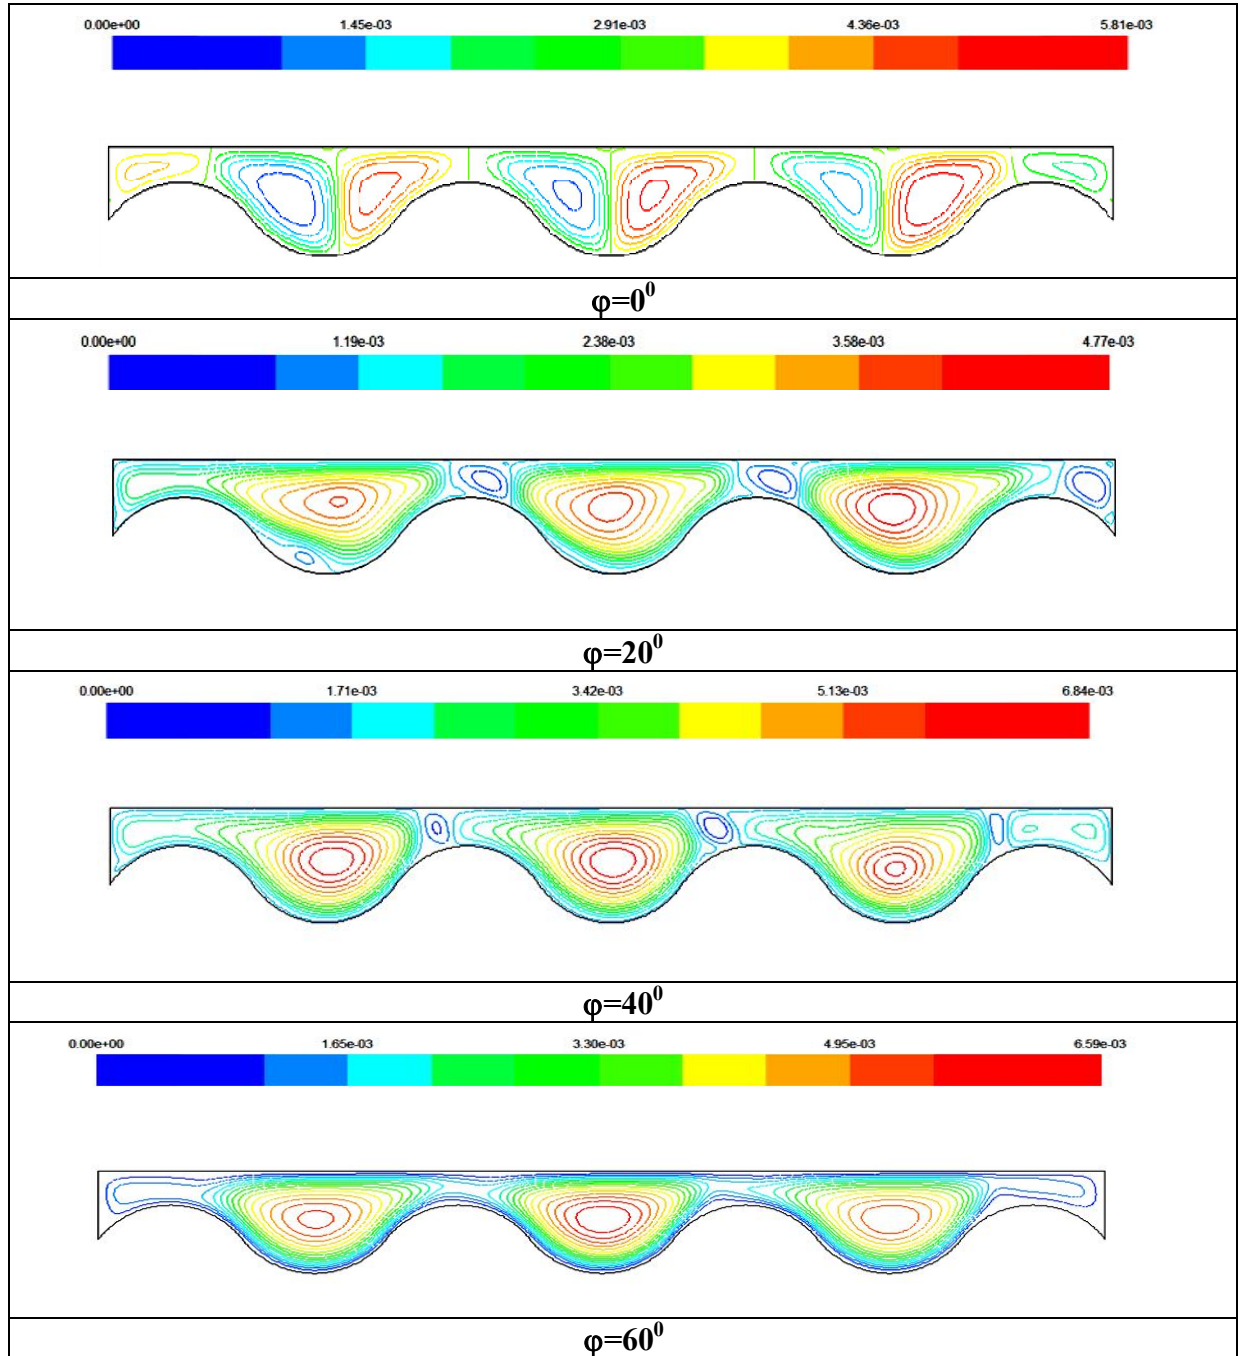 0.00e+00 1.45e-03 2.91e-03 4.36e-03 5.81e-03
φ=0⁰
0.00e+00 1.19e-03 2.38e-03 3.58e-03 4.77e-03
φ=20⁰
0.00e+00 1.71e-03 3.42e-03 5.13e-03 6.84e-03
φ=40⁰
0.00e+00 1.65e-03 3.30e-03 4.95e-03 6.59e-03
φ=60⁰